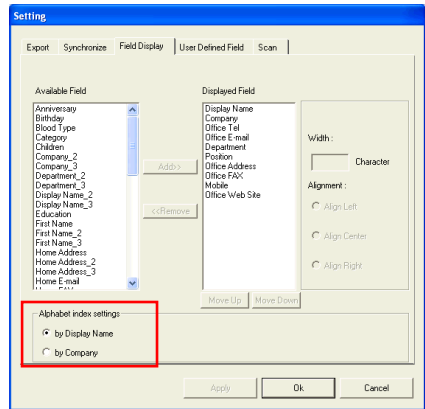 Setting
Export Synchronize Field Display User Defined Field Scan
Available Field
Anniversary
Birthday
Blood Type
Category
Children
Company_2
Company_3
Department_2
Department_3
Display Name_2
Display Name_3
Education
First Name
First Name_2
First Name_3
Home Address
Home Address_2
Home Address_3
Home E-mail
Add>>
<<Remove
Displayed Field
Display Name
Company
Office Tel
Office E-mail
Department
Position
Office Address
Office FAX
Mobile
Office Web Site
Move Up Move Down
Width :
Character
Alignment :
Align Left
Align Center
Align Right
Alphabet index settings
by Display Name
by Company
Apply Ok Cancel